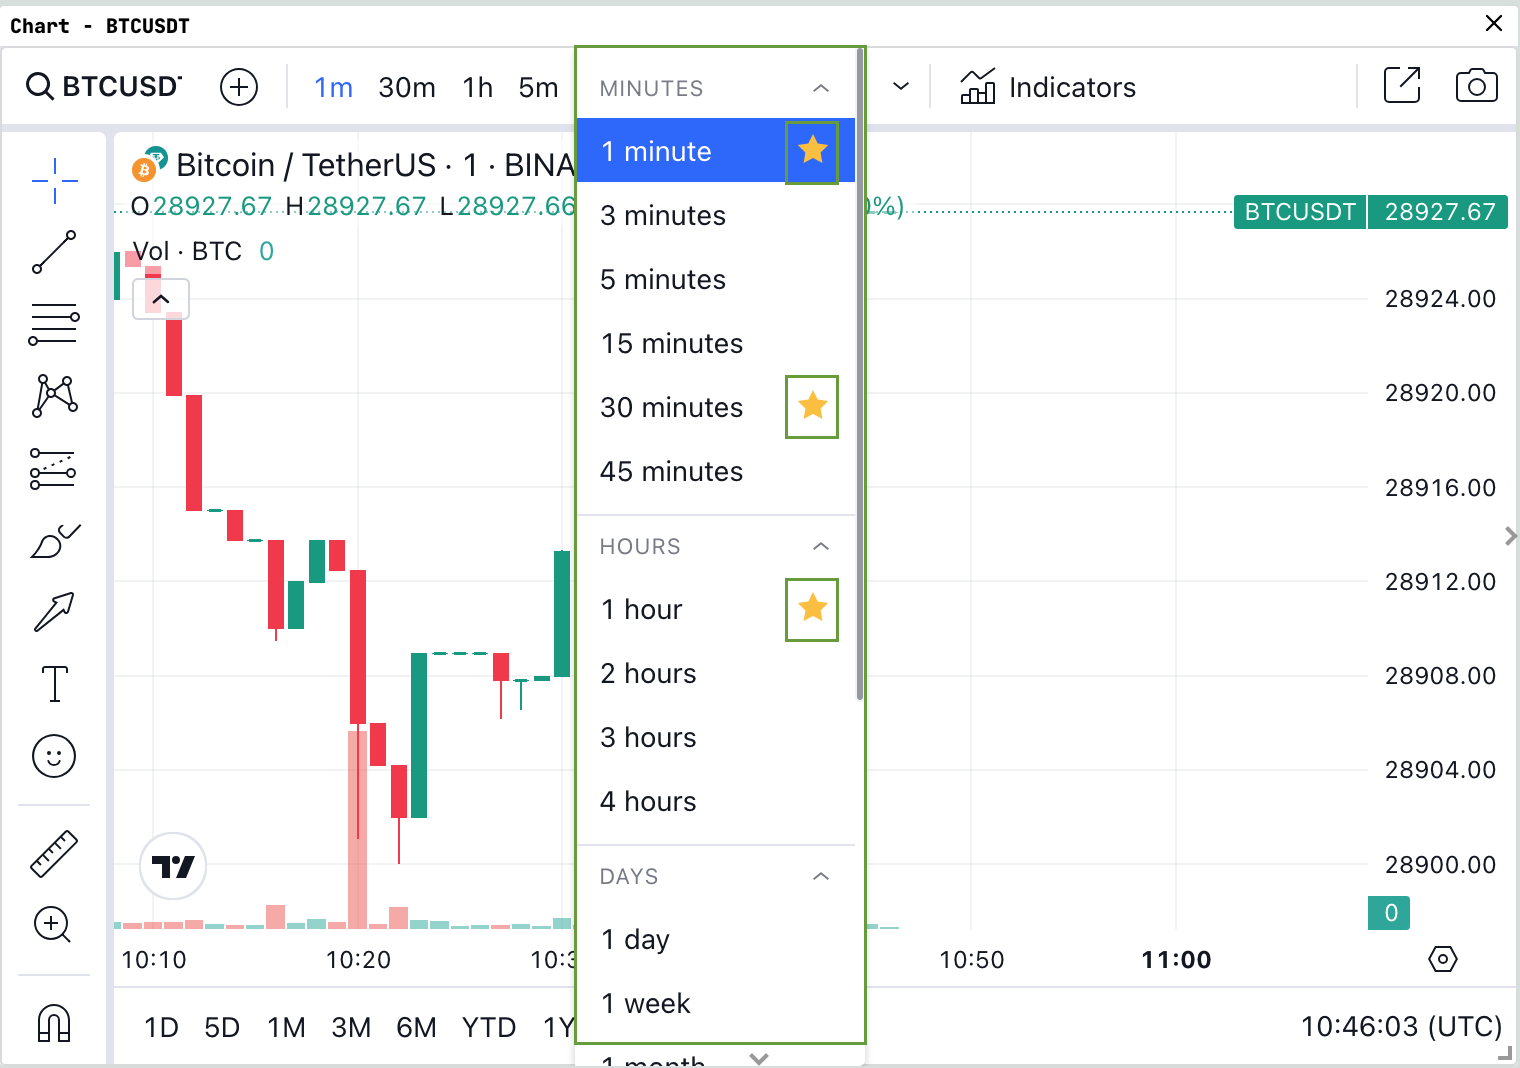 Chart - BTCUSDT
BTCUSDT
1m 30m 1h 5m
Indicators
MINUTES
1 minute
3 minutes
5 minutes
15 minutes
30 minutes
45 minutes
HOURS
1 hour
2 hours
3 hours
4 hours
DAYS
1 day
1 week
1 month
Bitcoin / TetherUS · 1 · BINA
O28927.67 H28927.67 L28927.66 0%)
Vol · BTC 0
BTCUSDT 28927.67
28924.00
28920.00
28916.00
28912.00
28908.00
28904.00
28900.00
0
10:10 10:20 10:3 10:50 11:00
1D 5D 1M 3M 6M YTD 1Y
10:46:03 (UTC)